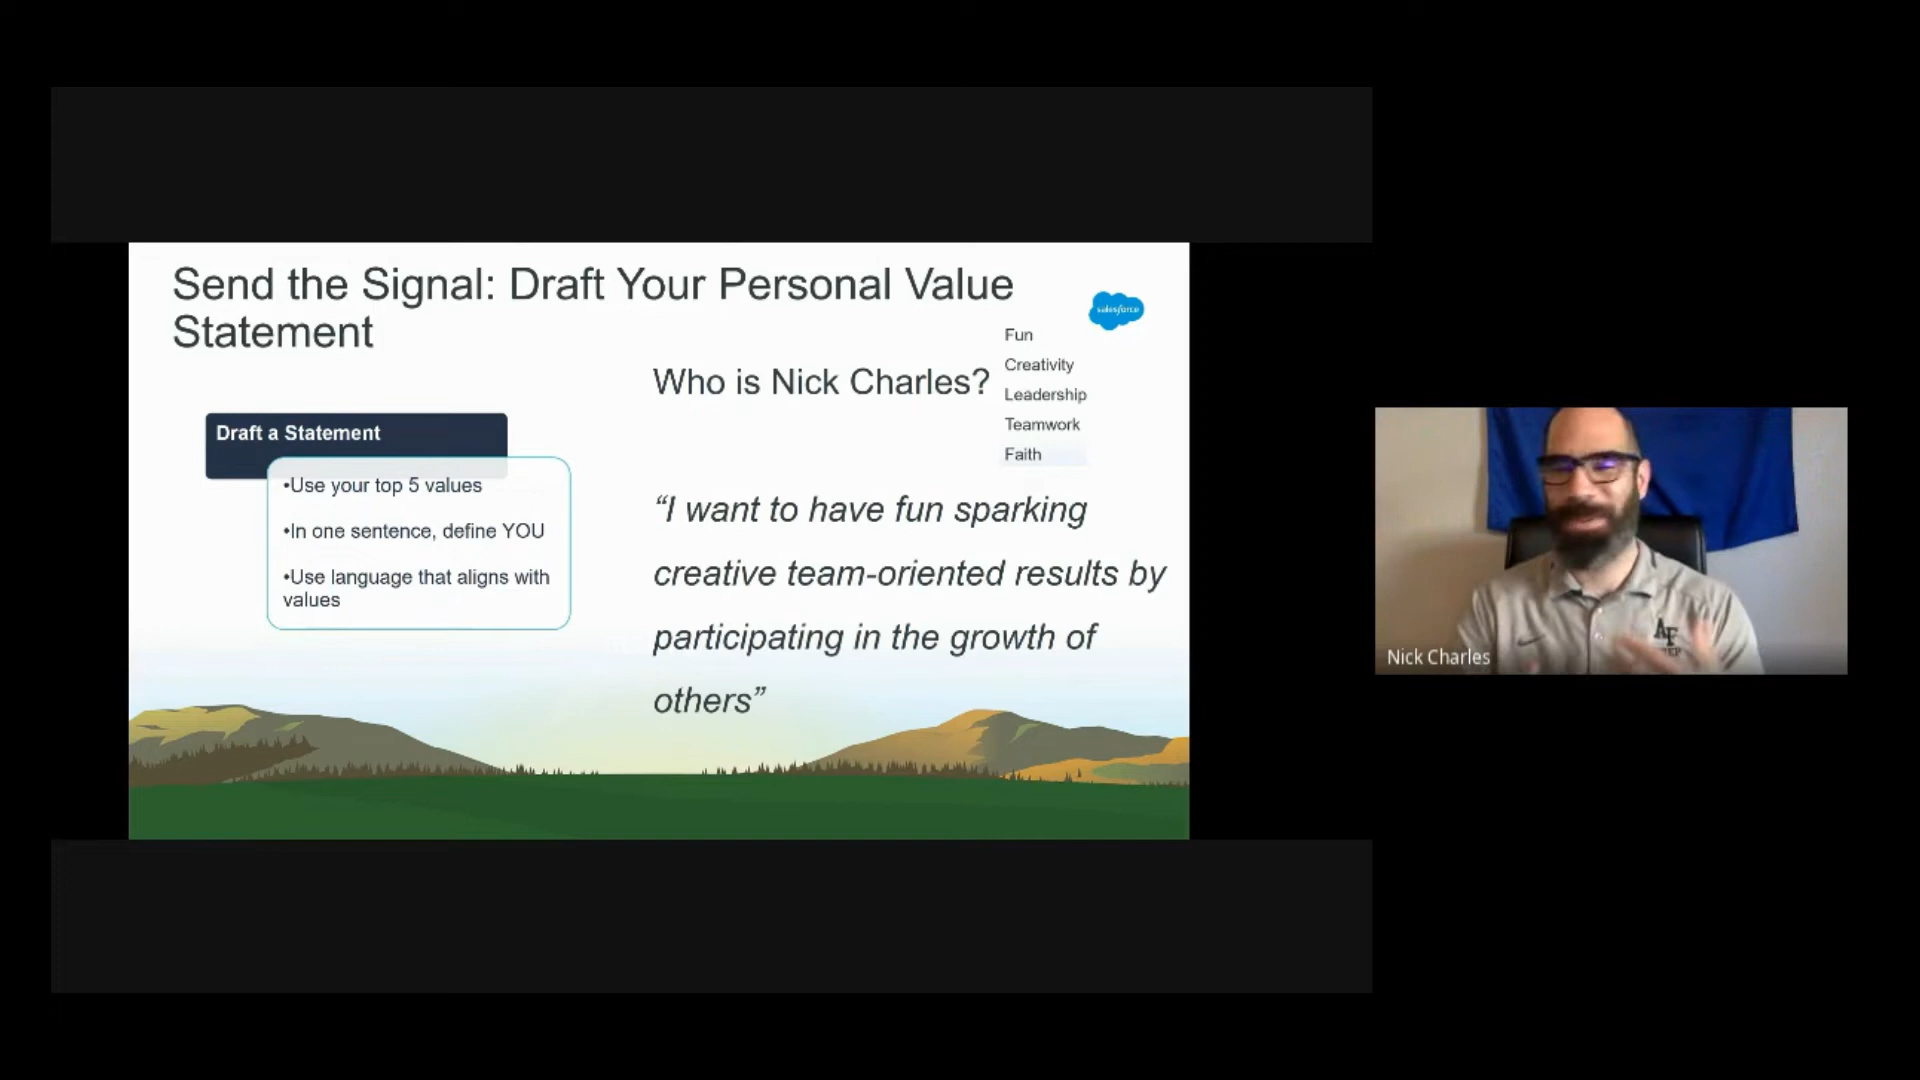 Send the Signal: Draft Your Personal Value
Statement
salesforce
Fun
Creativity
Leadership
Teamwork
Faith
Who is Nick Charles?
Draft a Statement
•Use your top 5 values
•In one sentence, define YOU
•Use language that aligns with
values
“I want to have fun sparking
creative team-oriented results by
participating in the growth of
others”
AF
Nick Charles